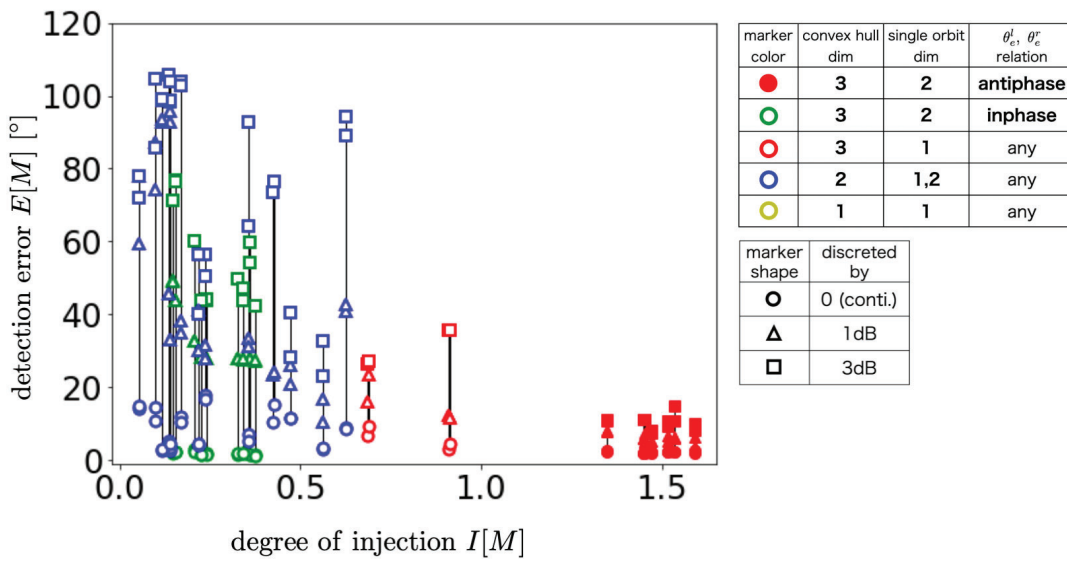 120
100
80
60
40
20
0
detection error E[M] [°]
0.0
0.5
1.0
1.5
degree of injection I[M]
marker color
convex hull dim
single orbit dim
θ_e^l, θ_e^r relation
3
2
antiphase
3
2
inphase
3
1
any
2
1,2
any
1
1
any
marker shape
discreted by
0 (conti.)
1dB
3dB